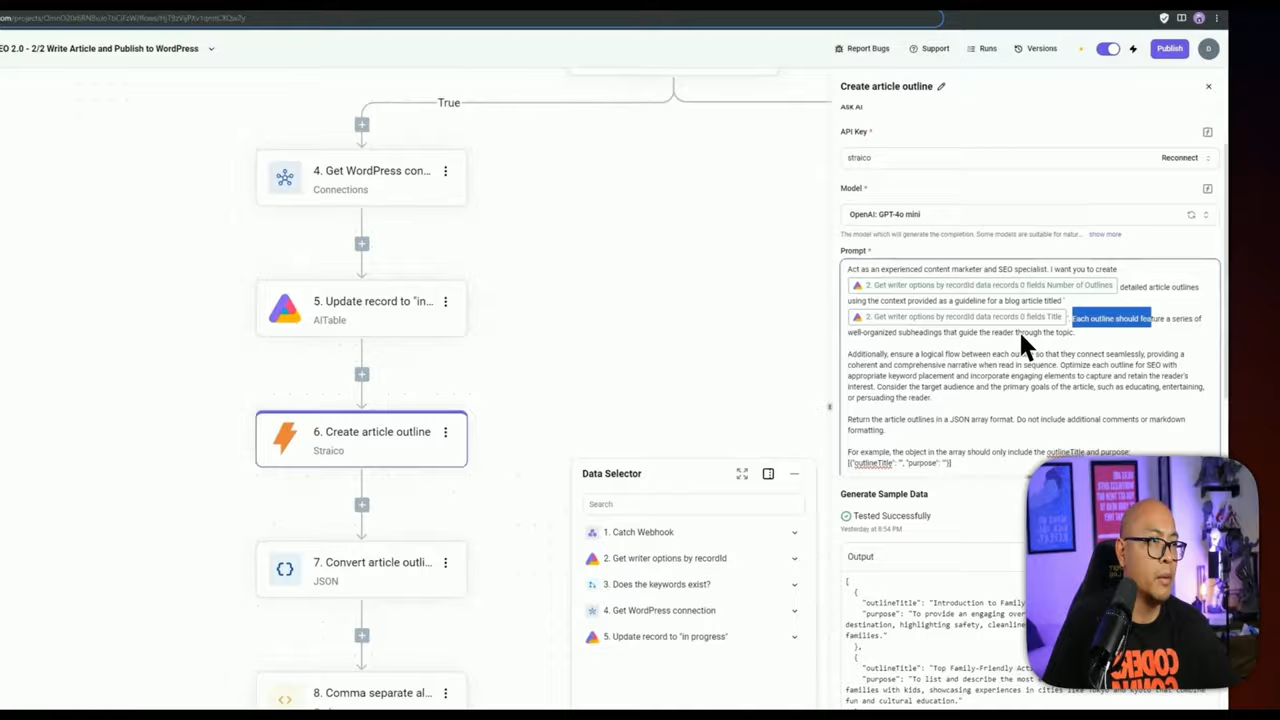 EO 2.0 - 2/2 Write Article and Publish to WordPress
Report Bugs
Support
Runs
Versions
Publish
D
True
4. Get WordPress con...
Connections
5. Update record to "in...
AITable
6. Create article outline
Straico
7. Convert article outli...
JSON
8. Comma separate al...
Data Selector
Search
1. Catch Webhook
2. Get writer options by recordId
3. Does the keywords exist?
4. Get WordPress connection
5. Update record to "in progress"
Create article outline
ASK AI
API Key *
straico
Reconnect
Model *
OpenAI: GPT-4o mini
The model which will generate the completion. Some models are suitable for natur... show more
Prompt *
Act as an experienced content marketer and SEO specialist. I want you to create
2. Get writer options by recordId data records 0 fields Number of Outlines detailed article outlines
using the context provided as a guideline for a blog article titled '
2. Get writer options by recordId data records 0 fields Title Each outline should feature a series of
well-organized subheadings that guide the reader through the topic.
Additionally, ensure a logical flow between each so that they connect seamlessly, providing a
coherent and comprehensive narrative when read in sequence. Optimize each outline for SEO with
appropriate keyword placement and incorporate engaging elements to capture and retain the reader's
interest. Consider the target audience and the primary goals of the article, such as educating, entertaining,
or persuading the reader.
Return the article outlines in a JSON array format. Do not include additional comments or markdown
formatting.
For example, the object in the array should only include the outlineTitle and purpose:
[{"outlineTitle": "", "purpose": ""}]
Generate Sample Data
Tested Successfully
Yesterday at 8:54 PM
Output
[
{
"outlineTitle": "Introduction to Family
"purpose": "To provide an engaging over
destination, highlighting safety, cleanline
families."
},
{
"outlineTitle": "Top Family-Friendly Act
"purpose": "To list and describe the most
families with kids, showcasing experiences in cities like Tokyo and Kyoto that combine
fun and cultural education."